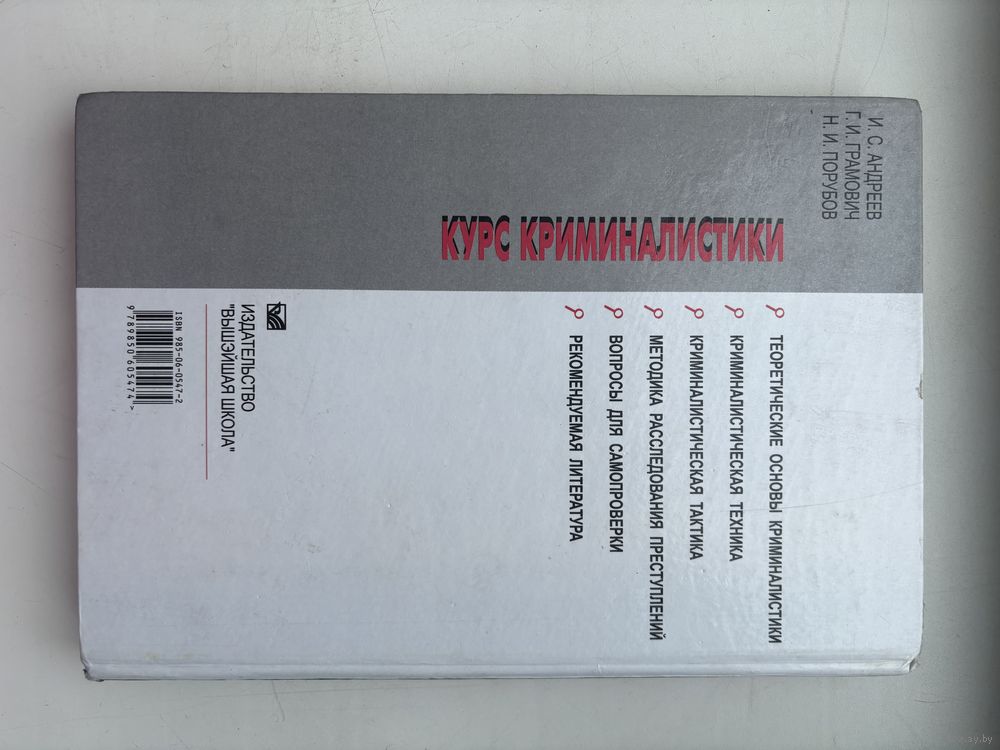 И. С. АНДРЕЕВ
Г. И. ГРАМОВИЧ
Н. И. ПОРУБОВ
КУРС КРИМИНАЛИСТИКИ
ТЕОРЕТИЧЕСКИЕ ОСНОВЫ КРИМИНАЛИСТИКИ
КРИМИНАЛИСТИЧЕСКАЯ ТЕХНИКА
КРИМИНАЛИСТИЧЕСКАЯ ТАКТИКА
МЕТОДИКА РАССЛЕДОВАНИЯ ПРЕСТУПЛЕНИЙ
ВОПРОСЫ ДЛЯ САМОПРОВЕРКИ
РЕКОМЕНДУЕМАЯ ЛИТЕРАТУРА
ИЗДАТЕЛЬСТВО
"ВЫШЭЙШАЯ ШКОЛА"
ISBN 985-06-0547-2
9 789850 605474 >